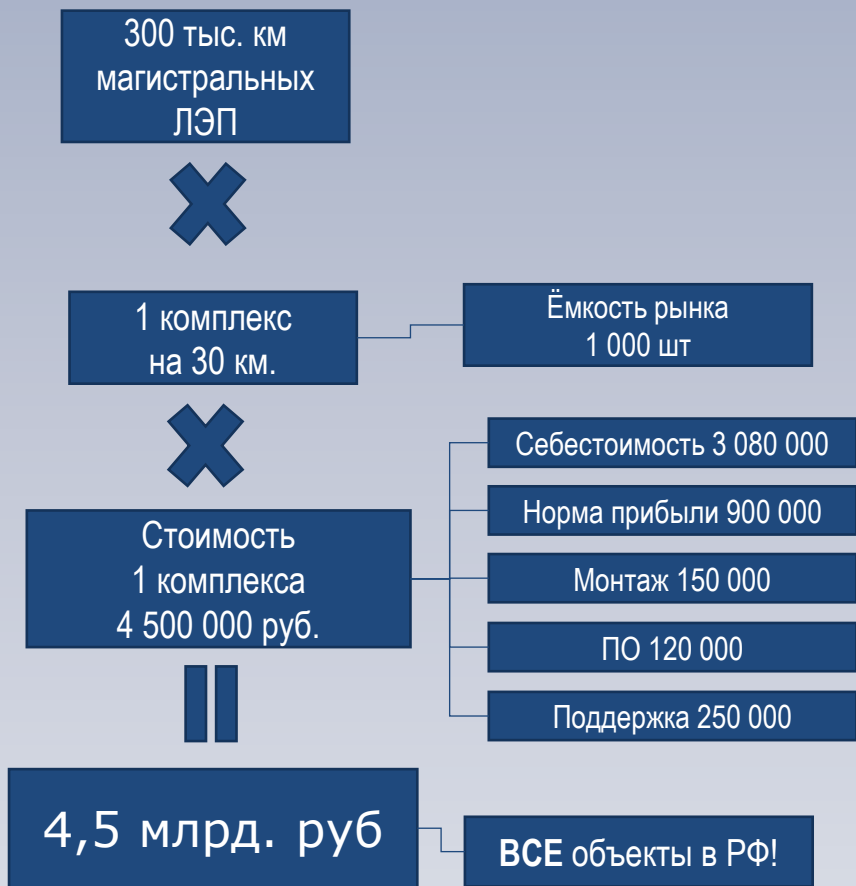 300 тыс. км
магистральных
ЛЭП
1 комплекс
на 30 км.
Ёмкость рынка
1 000 шт
Стоимость
1 комплекса
4 500 000 руб.
Себестоимость 3 080 000
Норма прибыли 900 000
Монтаж 150 000
ПО 120 000
Поддержка 250 000
4,5 млрд. руб
ВСЕ объекты в РФ!